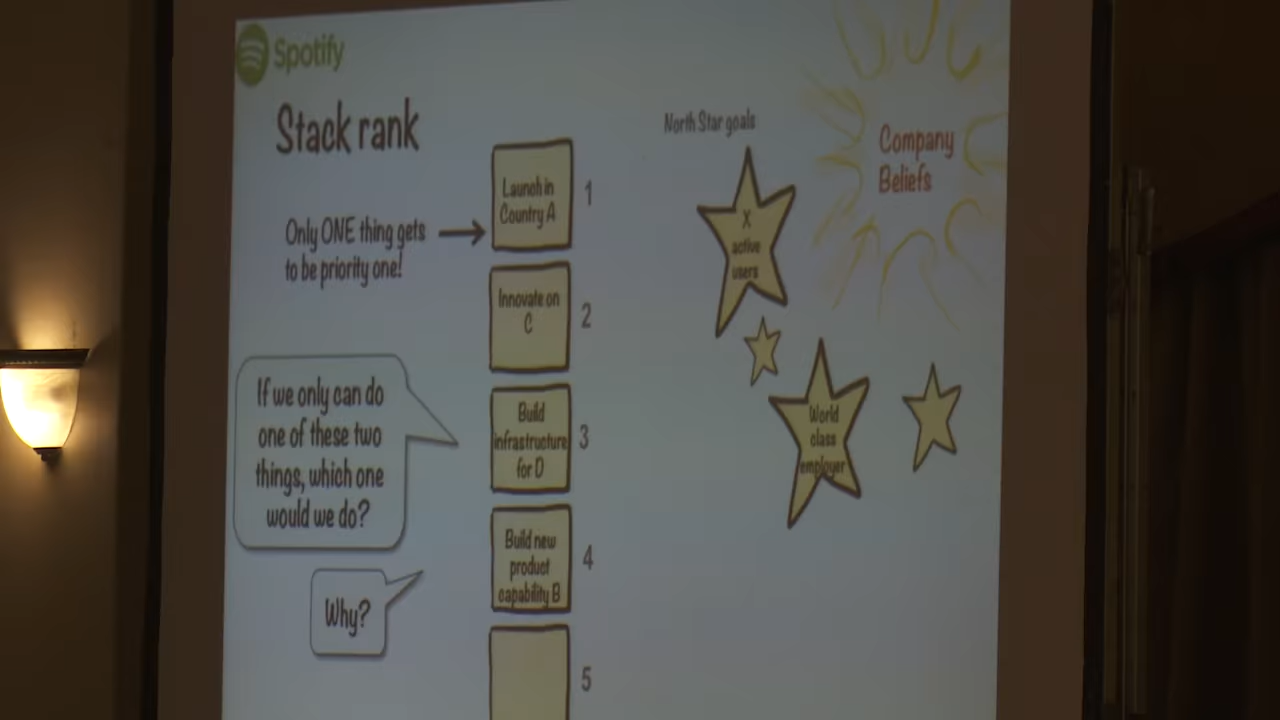 Spotify
Stack rank
Only ONE thing gets
to be priority one!
Launch in
Country A
1
Innovate on
C
2
If we only can do
one of these two
things, which one
would we do?
Build
infrastructure
for D
3
Why?
Build new
product
capability B
4
5
North Star goals
X
active
users
World
class
employer
Company
Beliefs